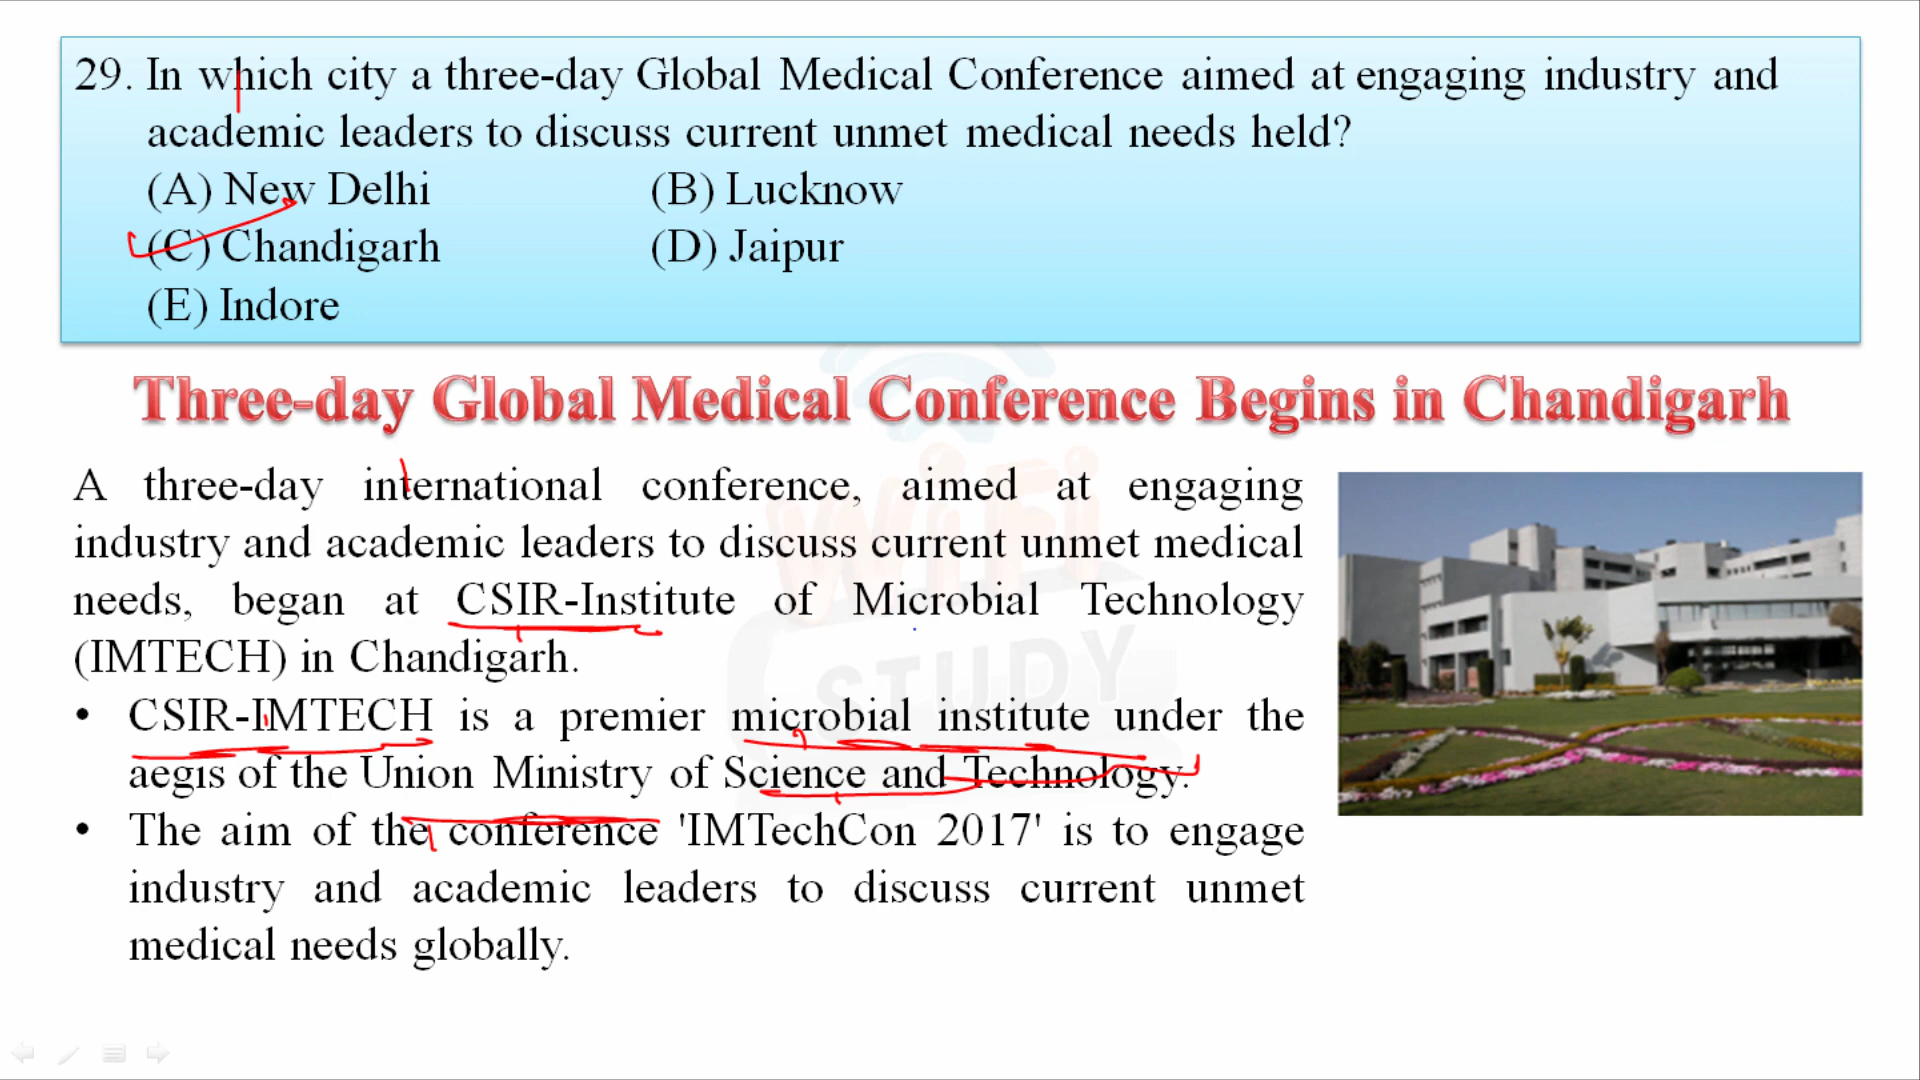 29. In which city a three-day Global Medical Conference aimed at engaging industry and
academic leaders to discuss current unmet medical needs held?
(A) New Delhi (B) Lucknow
(C) Chandigarh (D) Jaipur
(E) Indore
Three-day Global Medical Conference Begins in Chandigarh
A three-day international conference, aimed at engaging
industry and academic leaders to discuss current unmet medical
needs, began at CSIR-Institute of Microbial Technology
(IMTECH) in Chandigarh.
• CSIR-IMTECH is a premier microbial institute under the
aegis of the Union Ministry of Science and Technology.
• The aim of the conference 'IMTechCon 2017' is to engage
industry and academic leaders to discuss current unmet
medical needs globally.
WiFi
STUDY